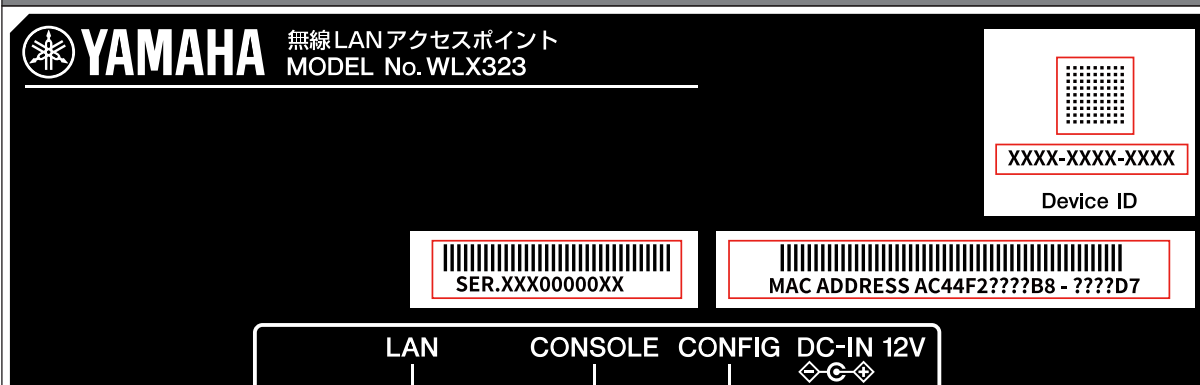 YAMAHA 無線LANアクセスポイント
MODEL No. WLX323
XXXX-XXXX-XXXX
Device ID
SER.XXX00000XX
MAC ADDRESS AC44F2????B8 - ????D7
LAN CONSOLE CONFIG DC-IN 12V